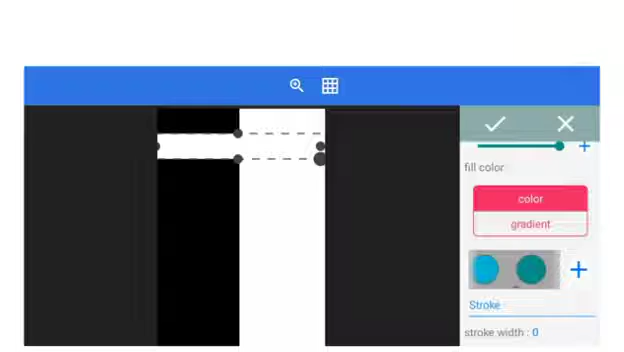 fill color
color
gradient
Stroke
stroke width : 0